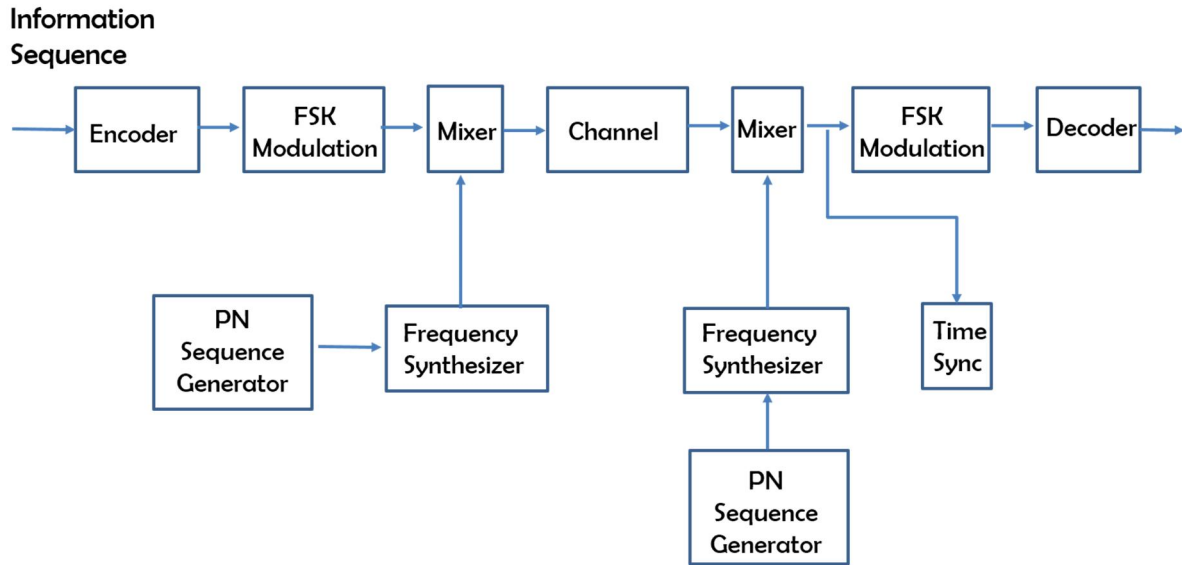 Information
Sequence
Encoder
FSK
Modulation
Mixer
Channel
Mixer
FSK
Modulation
Decoder
PN
Sequence
Generator
Frequency
Synthesizer
Frequency
Synthesizer
Time
Sync
PN
Sequence
Generator